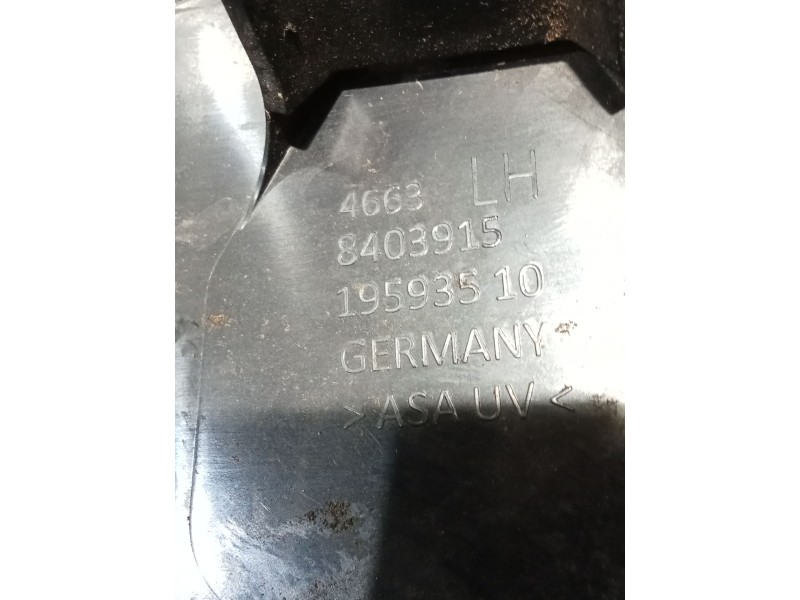 4663 LH
8403915
195935 10
GERMANY
> ASA UV <